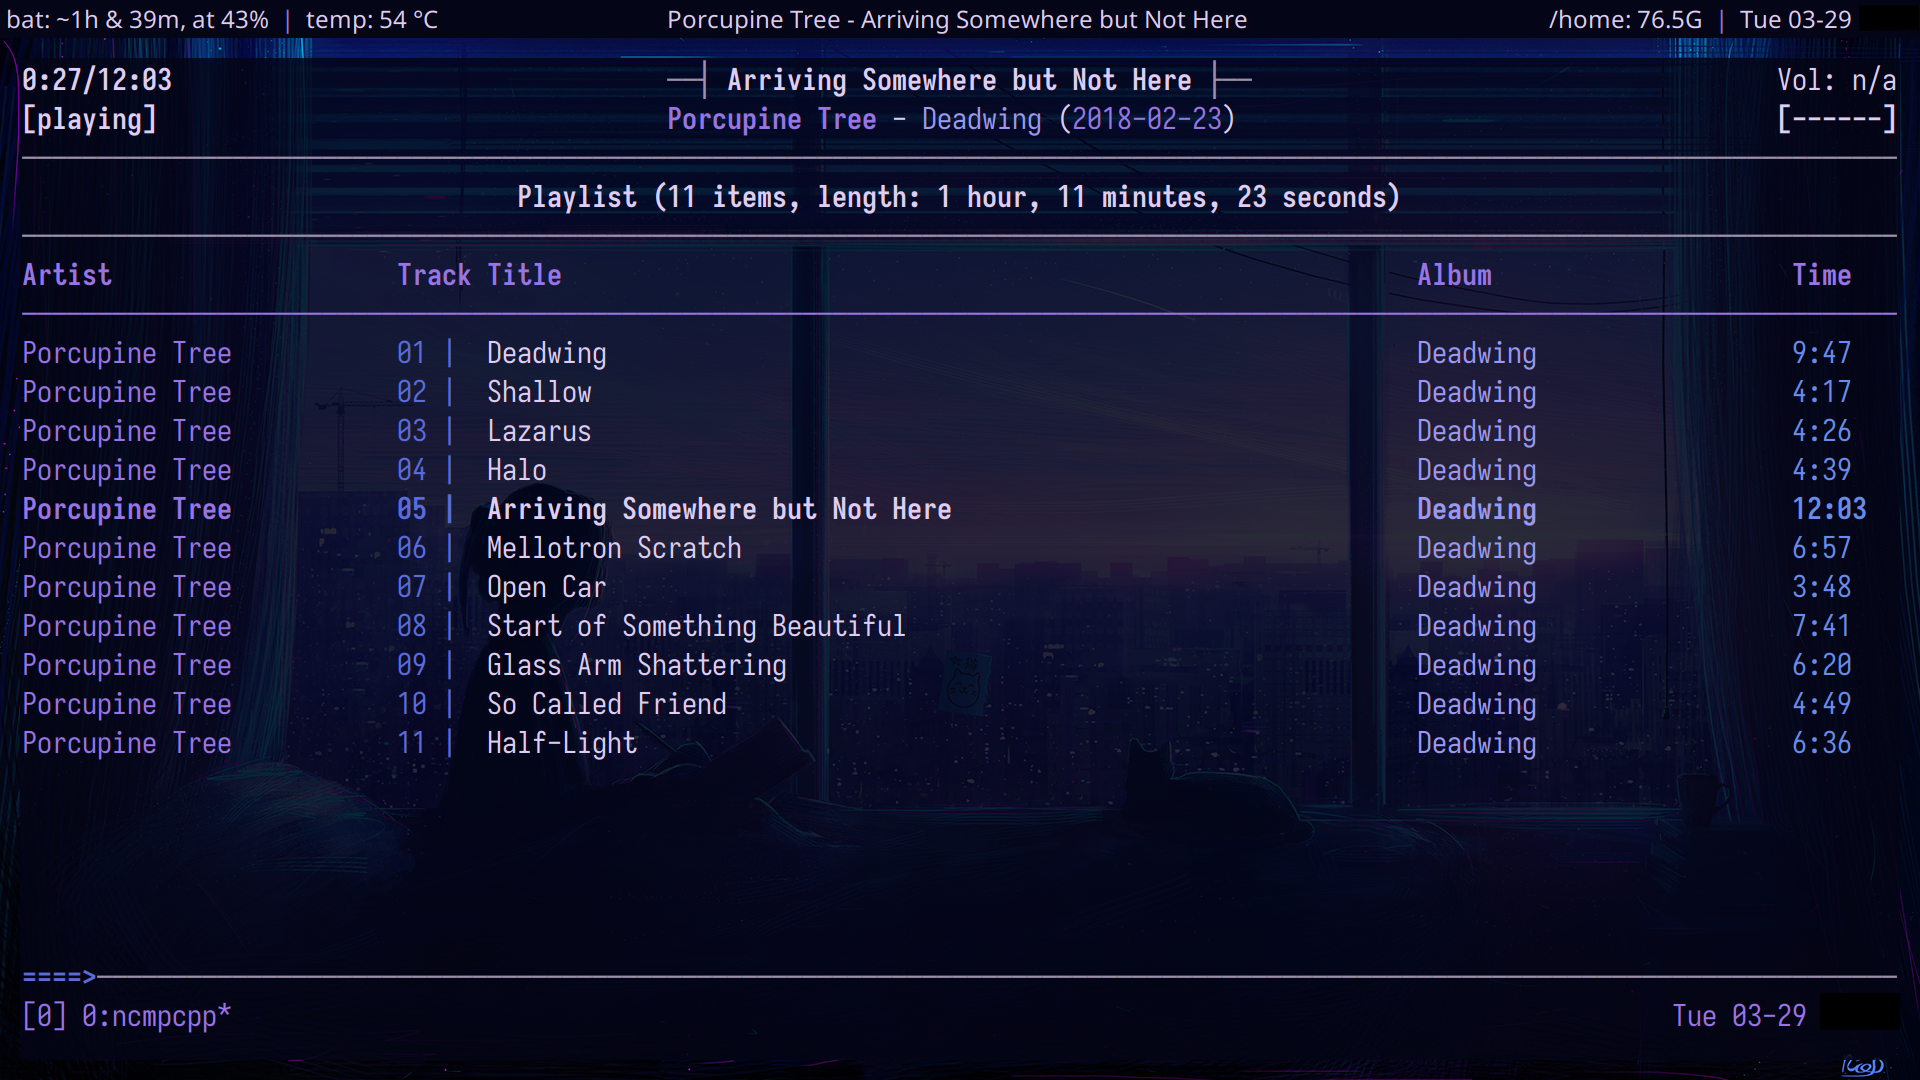 bat: ~1h & 39m, at 43% | temp: 54 °C Porcupine Tree - Arriving Somewhere but Not Here /home: 76.5G | Tue 03-29
0:27/12:03 ──┤ Arriving Somewhere but Not Here ├── Vol: n/a
[playing] Porcupine Tree - Deadwing (2018-02-23) [------]
Playlist (11 items, length: 1 hour, 11 minutes, 23 seconds)
Artist Track Title Album Time
Porcupine Tree 01 | Deadwing Deadwing 9:47
Porcupine Tree 02 | Shallow Deadwing 4:17
Porcupine Tree 03 | Lazarus Deadwing 4:26
Porcupine Tree 04 | Halo Deadwing 4:39
Porcupine Tree 05 | Arriving Somewhere but Not Here Deadwing 12:03
Porcupine Tree 06 | Mellotron Scratch Deadwing 6:57
Porcupine Tree 07 | Open Car Deadwing 3:48
Porcupine Tree 08 | Start of Something Beautiful Deadwing 7:41
Porcupine Tree 09 | Glass Arm Shattering Deadwing 6:20
Porcupine Tree 10 | So Called Friend Deadwing 4:49
Porcupine Tree 11 | Half-Light Deadwing 6:36
====>
[0] 0:ncmpcpp* Tue 03-29